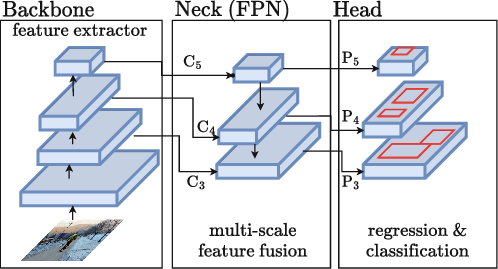 Backbone
feature extractor
Neck (FPN)
Head
C5
C4
C3
P5
P4
P3
multi-scale
feature fusion
regression &
classification